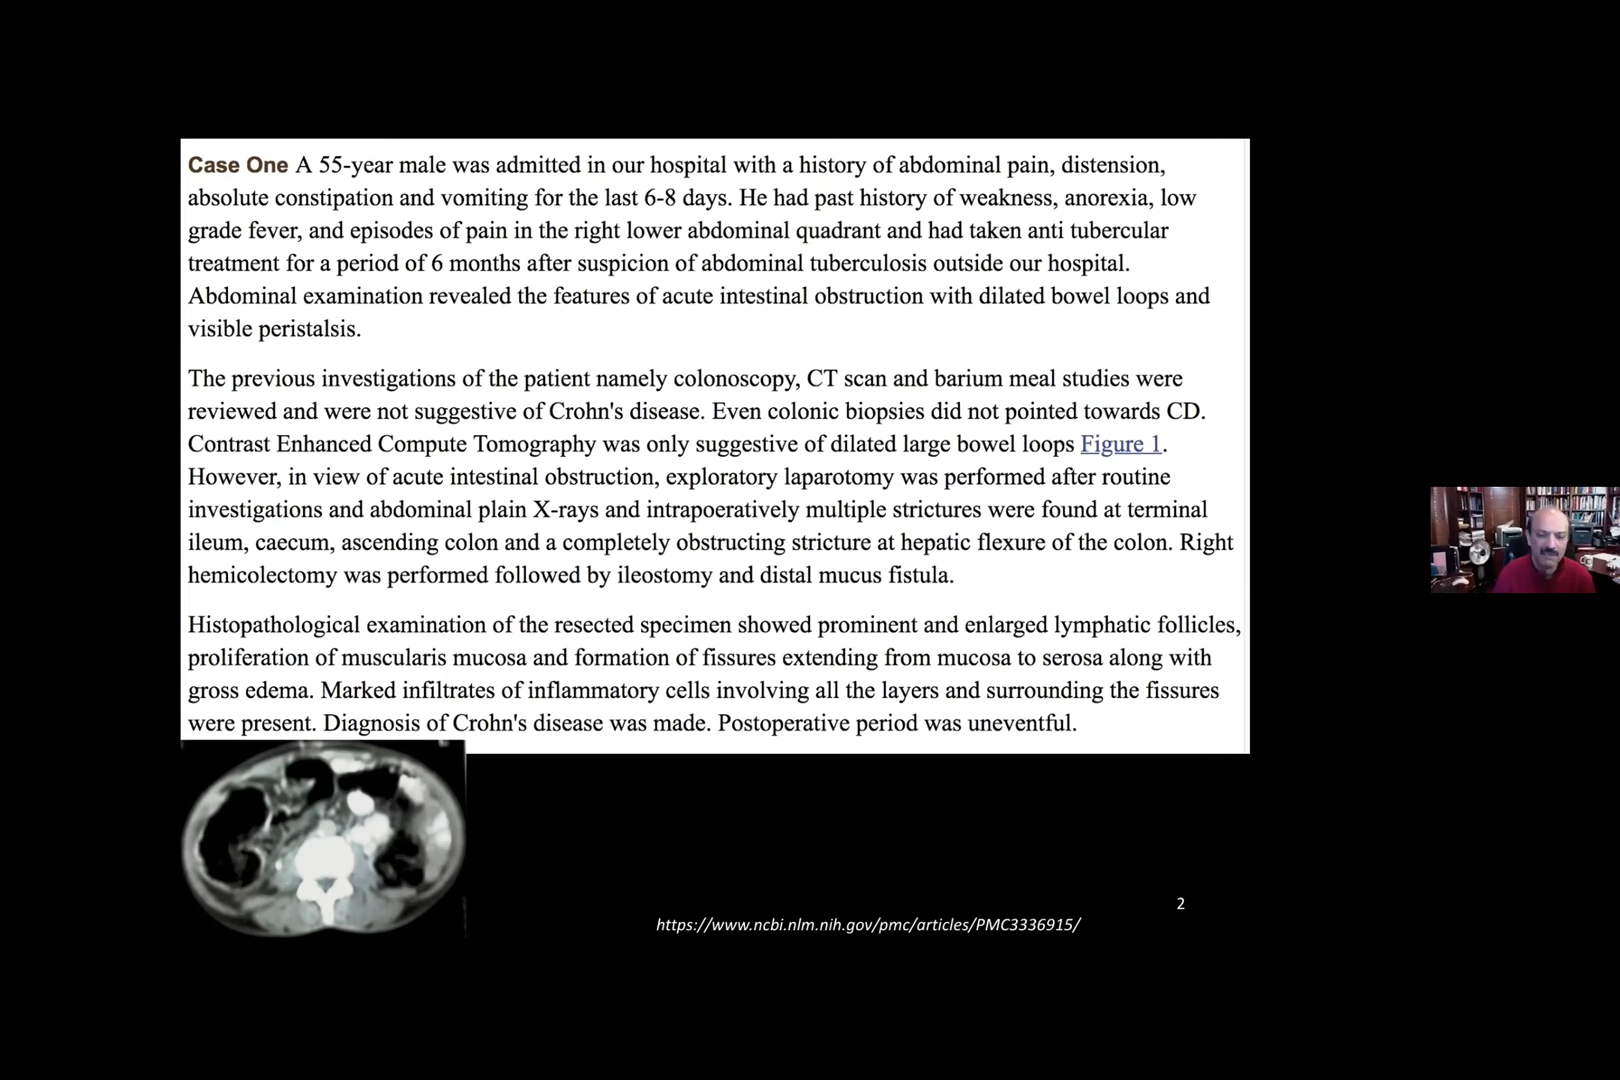 Case One A 55-year male was admitted in our hospital with a history of abdominal pain, distension,
absolute constipation and vomiting for the last 6-8 days. He had past history of weakness, anorexia, low
grade fever, and episodes of pain in the right lower abdominal quadrant and had taken anti tubercular
treatment for a period of 6 months after suspicion of abdominal tuberculosis outside our hospital.
Abdominal examination revealed the features of acute intestinal obstruction with dilated bowel loops and
visible peristalsis.
The previous investigations of the patient namely colonoscopy, CT scan and barium meal studies were
reviewed and were not suggestive of Crohn's disease. Even colonic biopsies did not pointed towards CD.
Contrast Enhanced Compute Tomography was only suggestive of dilated large bowel loops Figure 1.
However, in view of acute intestinal obstruction, exploratory laparotomy was performed after routine
investigations and abdominal plain X-rays and intrapoeratively multiple strictures were found at terminal
ileum, caecum, ascending colon and a completely obstructing stricture at hepatic flexure of the colon. Right
hemicolectomy was performed followed by ileostomy and distal mucus fistula.
Histopathological examination of the resected specimen showed prominent and enlarged lymphatic follicles,
proliferation of muscularis mucosa and formation of fissures extending from mucosa to serosa along with
gross edema. Marked infiltrates of inflammatory cells involving all the layers and surrounding the fissures
were present. Diagnosis of Crohn's disease was made. Postoperative period was uneventful.
2
https://www.ncbi.nlm.nih.gov/pmc/articles/PMC3336915/